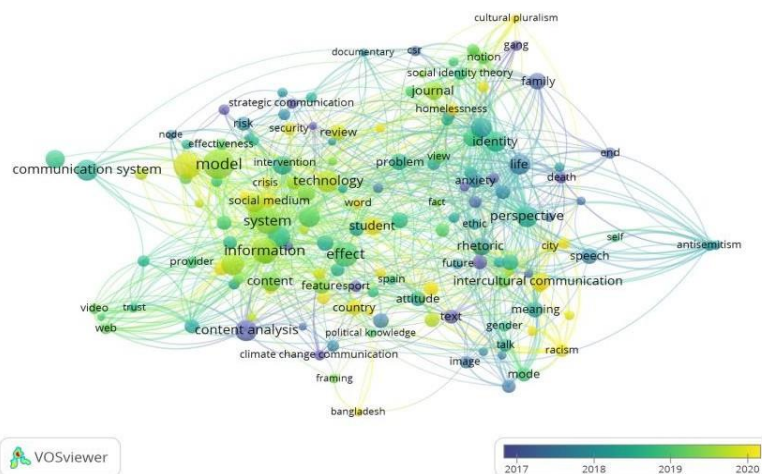 cultural pluralism
documentary
csr
gang
notion
social identity theory
family
journal
strategic communication
homelessness
risk
security
review
node
effectiveness
identity
communication system
model
intervention
problem
view
life
end
crisis
technology
anxiety
death
social medium
word
fact
perspective
system
student
ethic
self
information
effect
rhetoric
city
antisemitism
provider
future
speech
content
feature
sport
spain
intercultural communication
attitude
video
trust
country
text
meaning
web
content analysis
political knowledge
gender
climate change communication
talk
racism
image
framing
mode
bangladesh
VOSviewer
2017
2018
2019
2020